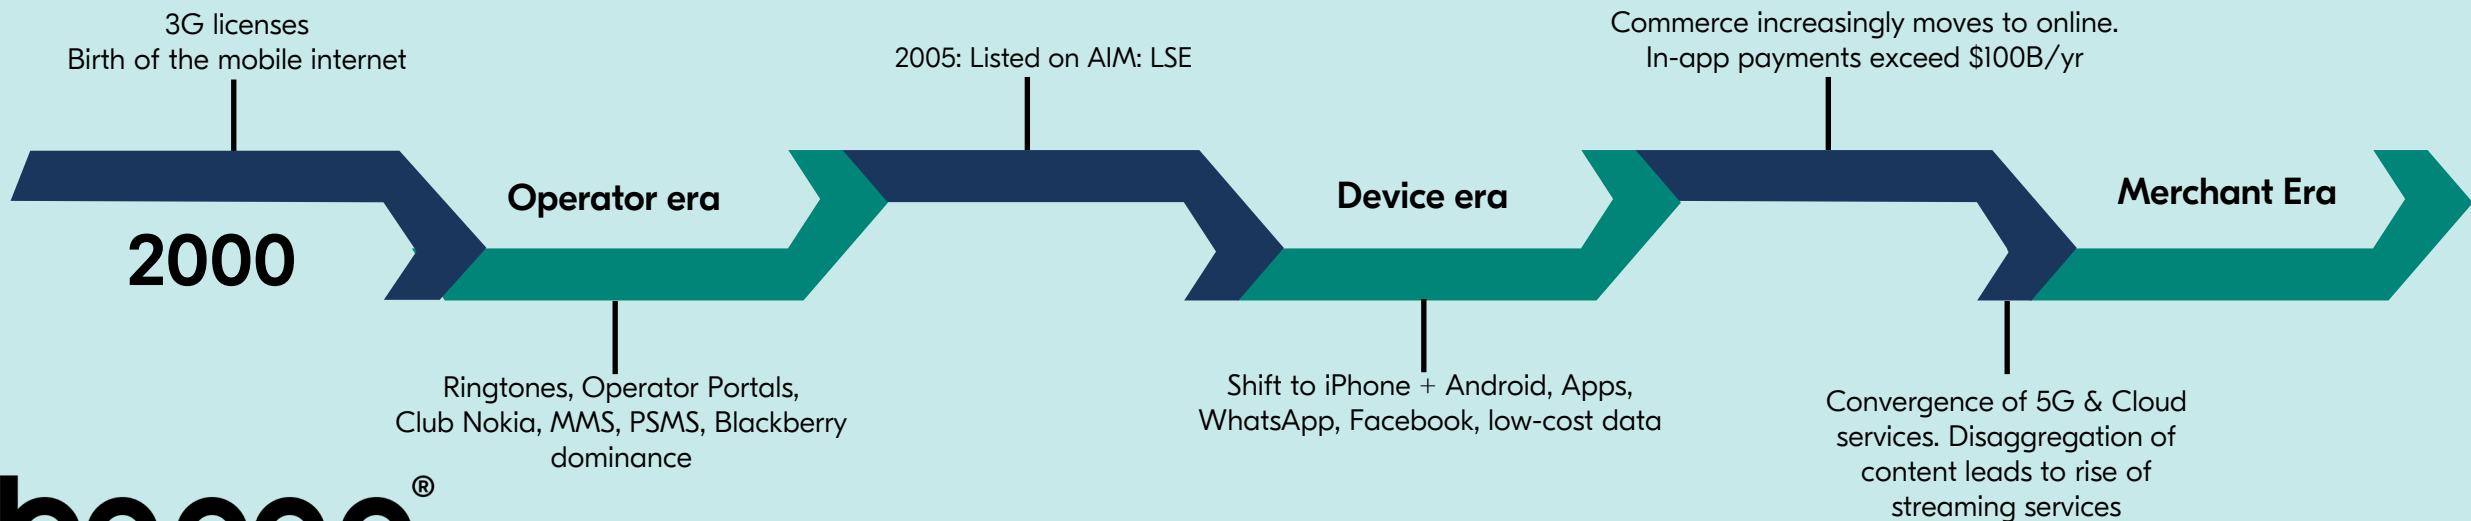 3G licenses
Birth of the mobile internet
2005: Listed on AIM: LSE
Commerce increasingly moves to online.
In-app payments exceed $100B/yr
Operator era
Device era
Merchant Era
2000
Ringtones, Operator Portals,
Club Nokia, MMS, PSMS, Blackberry
dominance
Shift to iPhone + Android, Apps,
WhatsApp, Facebook, low-cost data
Convergence of 5G & Cloud
services. Disaggregation of
content leads to rise of
streaming services
®